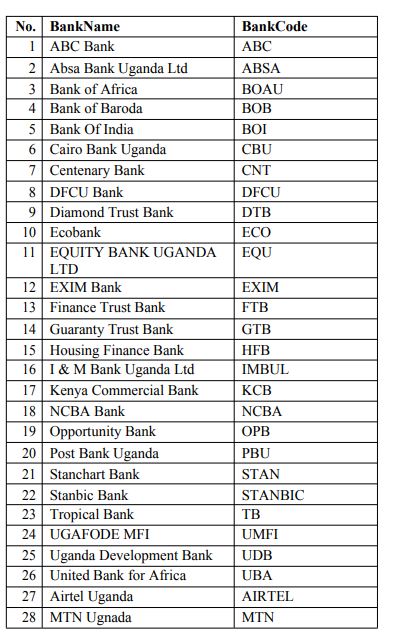 No. BankName BankCode
1 ABC Bank ABC
2 Absa Bank Uganda Ltd ABSA
3 Bank of Africa BOAU
4 Bank of Baroda BOB
5 Bank Of India BOI
6 Cairo Bank Uganda CBU
7 Centenary Bank CNT
8 DFCU Bank DFCU
9 Diamond Trust Bank DTB
10 Ecobank ECO
11 EQUITY BANK UGANDA EQU
LTD
12 EXIM Bank EXIM
13 Finance Trust Bank FTB
14 Guaranty Trust Bank GTB
15 Housing Finance Bank HFB
16 I & M Bank Uganda Ltd IMBUL
17 Kenya Commercial Bank KCB
18 NCBA Bank NCBA
19 Opportunity Bank OPB
20 Post Bank Uganda PBU
21 Stanchart Bank STAN
22 Stanbic Bank STANBIC
23 Tropical Bank TB
24 UGAFODE MFI UMFI
25 Uganda Development Bank UDB
26 United Bank for Africa UBA
27 Airtel Uganda AIRTEL
28 MTN Ugnada MTN